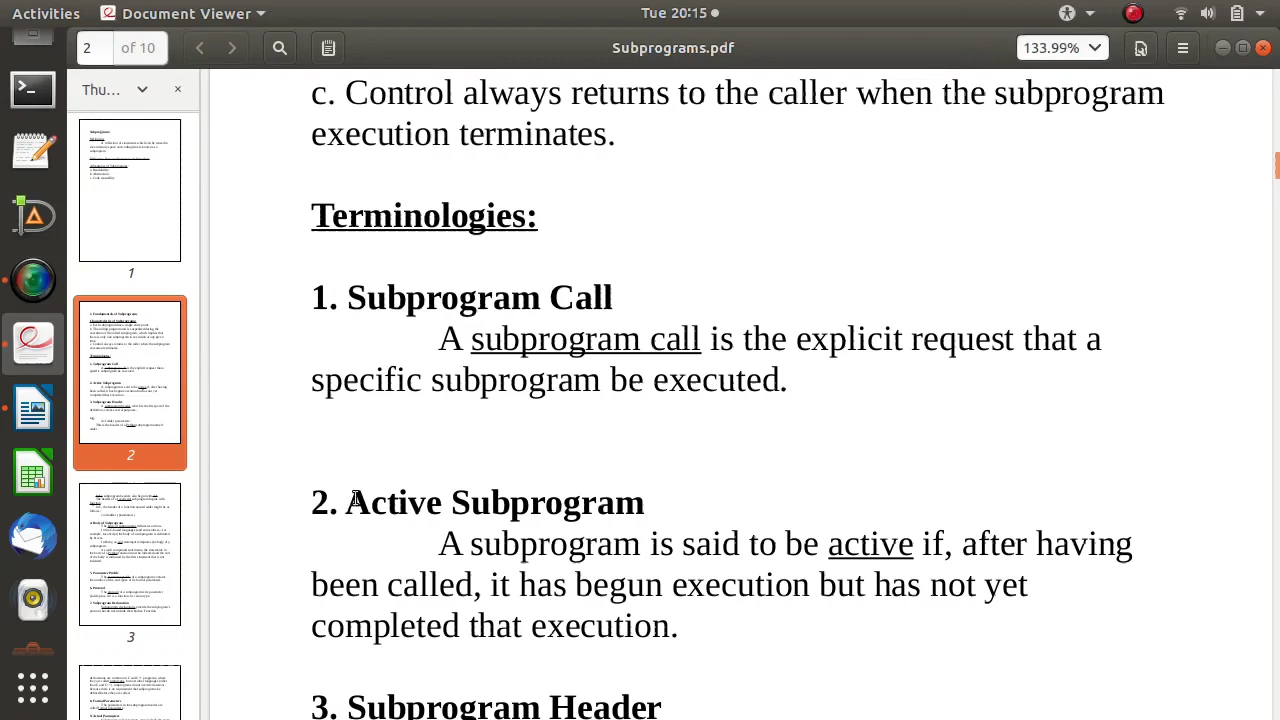 Activities
Document Viewer
Tue 20:15
2 of 10
Subprograms.pdf
133.99%
Thu...
1
2
3
c. Control always returns to the caller when the subprogram
execution terminates.
Terminologies:
1. Subprogram Call
A subprogram call is the explicit request that a
specific subprogram be executed.
2. Active Subprogram
A subprogram is said to be active if, after having
been called, it has begun execution but has not yet
completed that execution.
3. Subprogram Header